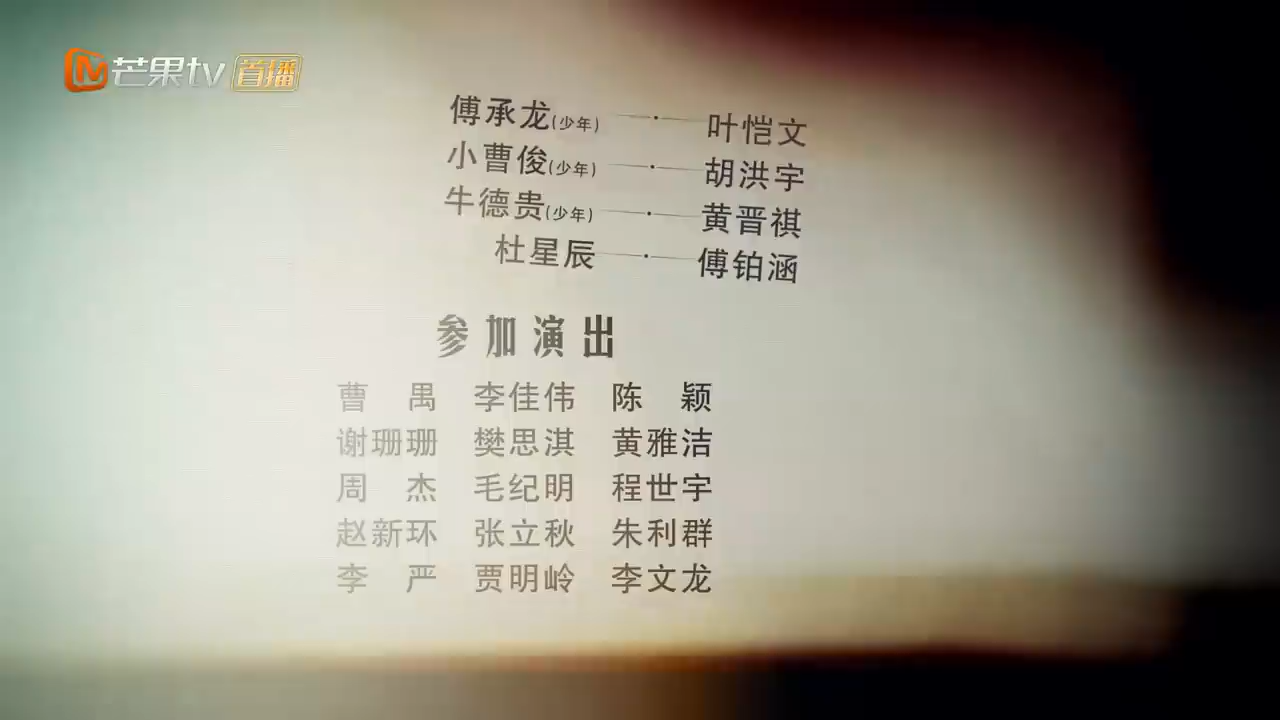 芒果tv 首播
傅承龙(少年) 叶恺文
小曹俊(少年) 胡洪宇
牛德贵(少年) 黄晋祺
杜星辰 傅铂涵
参加演出
曹 禺 李佳伟 陈 颖
谢珊珊 樊思淇 黄雅洁
周 杰 毛纪明 程世宇
赵新环 张立秋 朱利群
李 严 贾明岭 李文龙